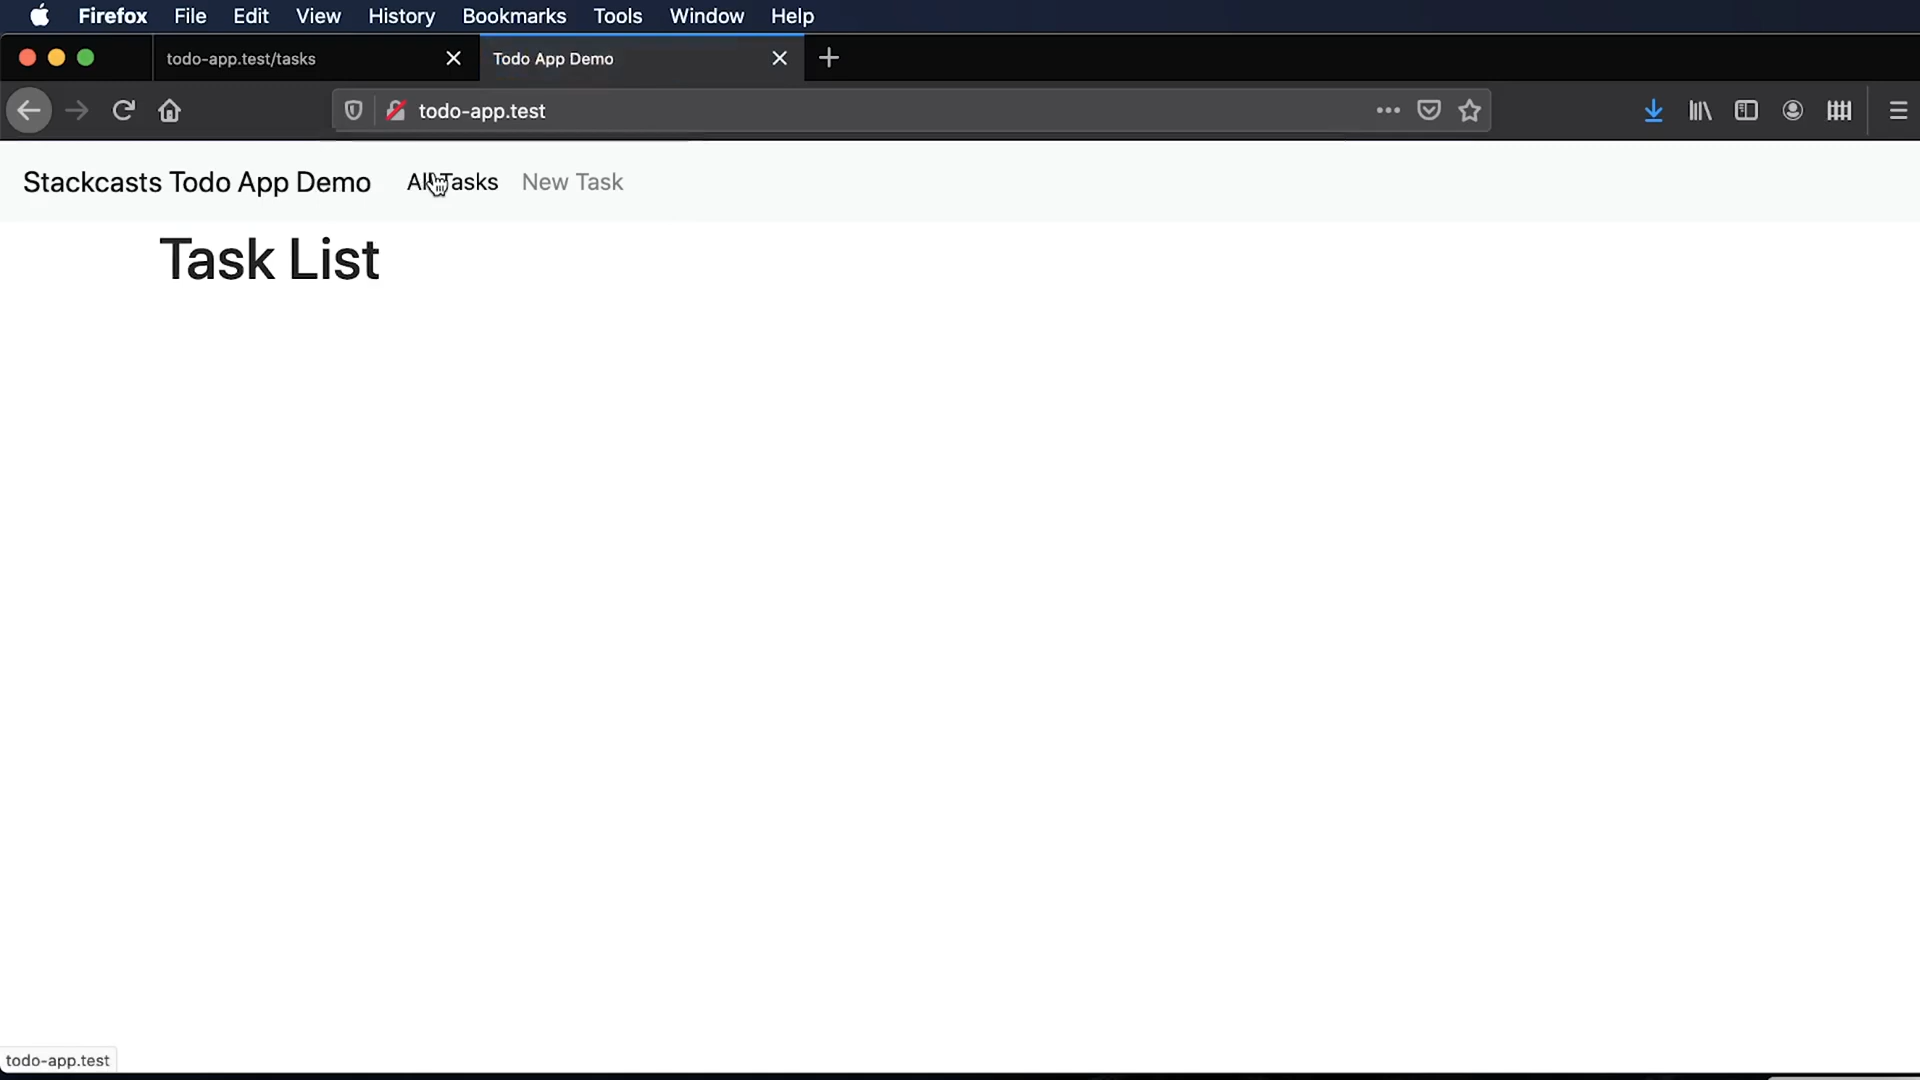 Firefox File Edit View History Bookmarks Tools Window Help
todo-app.test/tasks Todo App Demo
todo-app.test
Stackcasts Todo App Demo All Tasks New Task
Task List
todo-app.test